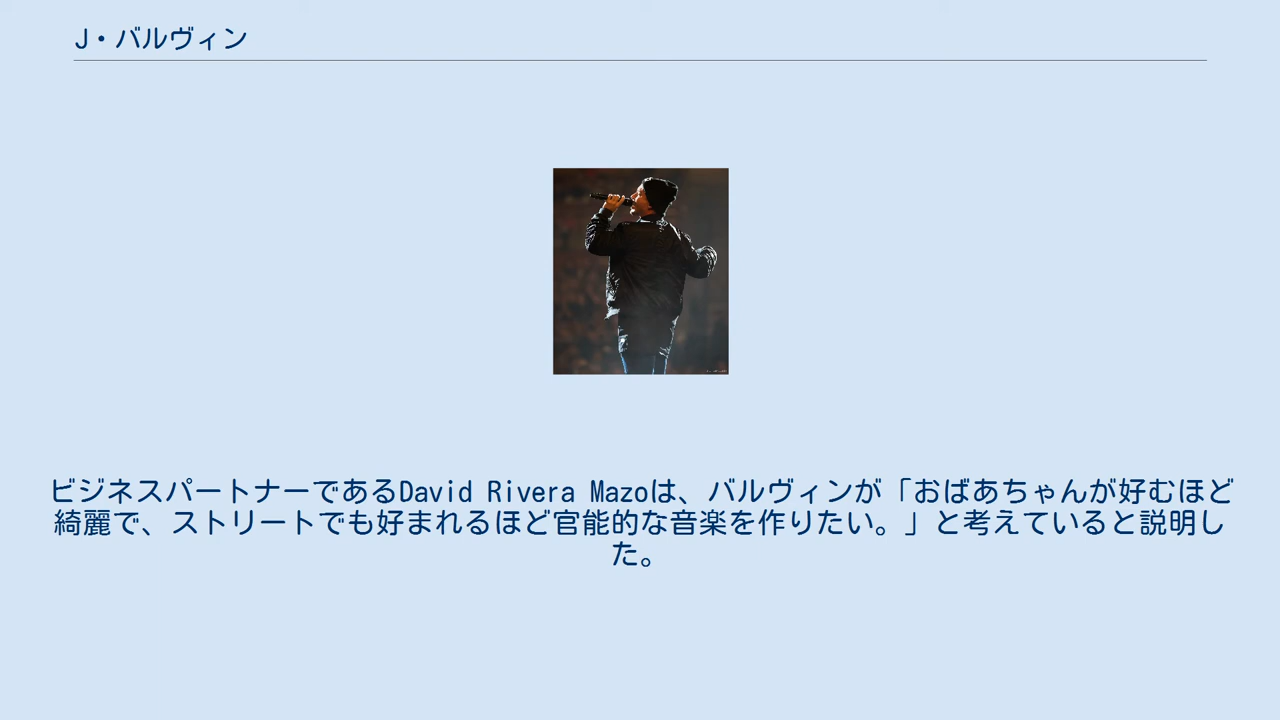 J・バルヴィン
ビジネスパートナーであるDavid Rivera Mazoは、バルヴィンが「おばあちゃんが好むほど
綺麗で、ストリートでも好まれるほど官能的な音楽を作りたい。」と考えていると説明し
た。